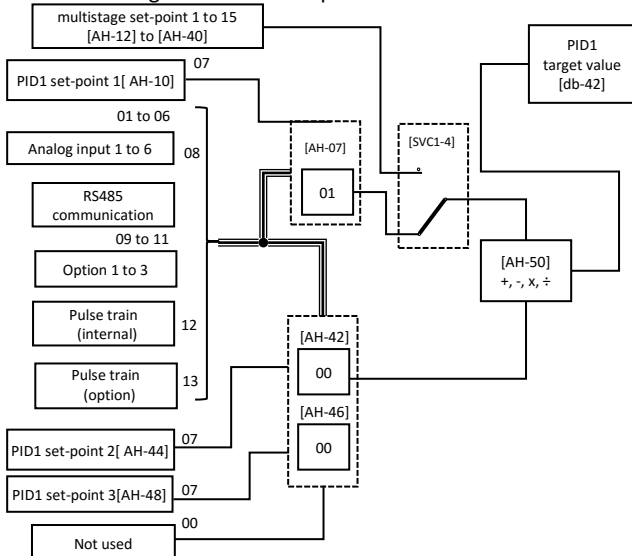 multistage set-point 1 to 15
[AH-12] to [AH-40]
PID1
target value
[db-42]
07
PID1 set-point 1[ AH-10]
01 to 06
Analog input 1 to 6
08
RS485
communication
09 to 11
Option 1 to 3
Pulse train
(internal)
12
Pulse train
(option)
13
[AH-07]
01
[SVC1-4]
[AH-50]
+, -, x, ÷
[AH-42]
00
[AH-46]
00
07
PID1 set-point 2[ AH-44]
07
PID1 set-point 3[AH-48]
00
Not used